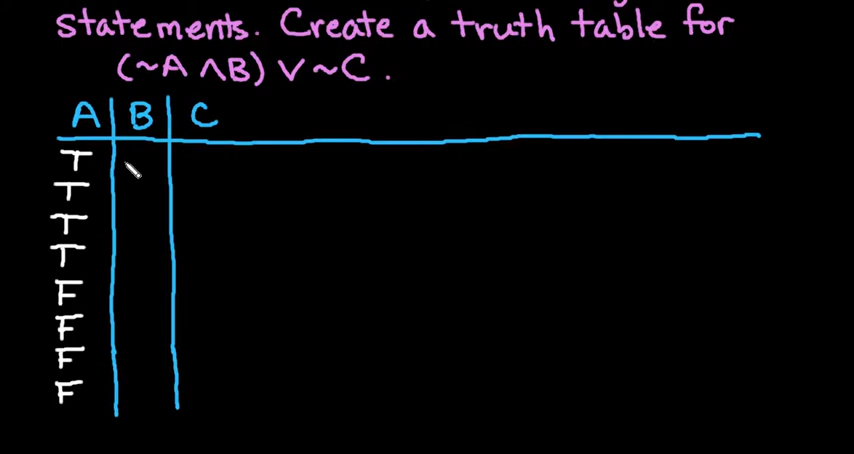 statements. Create a truth table for
(~A ∧ B) ∨ ~C.
A B C
T
T
T
T
F
F
F
F